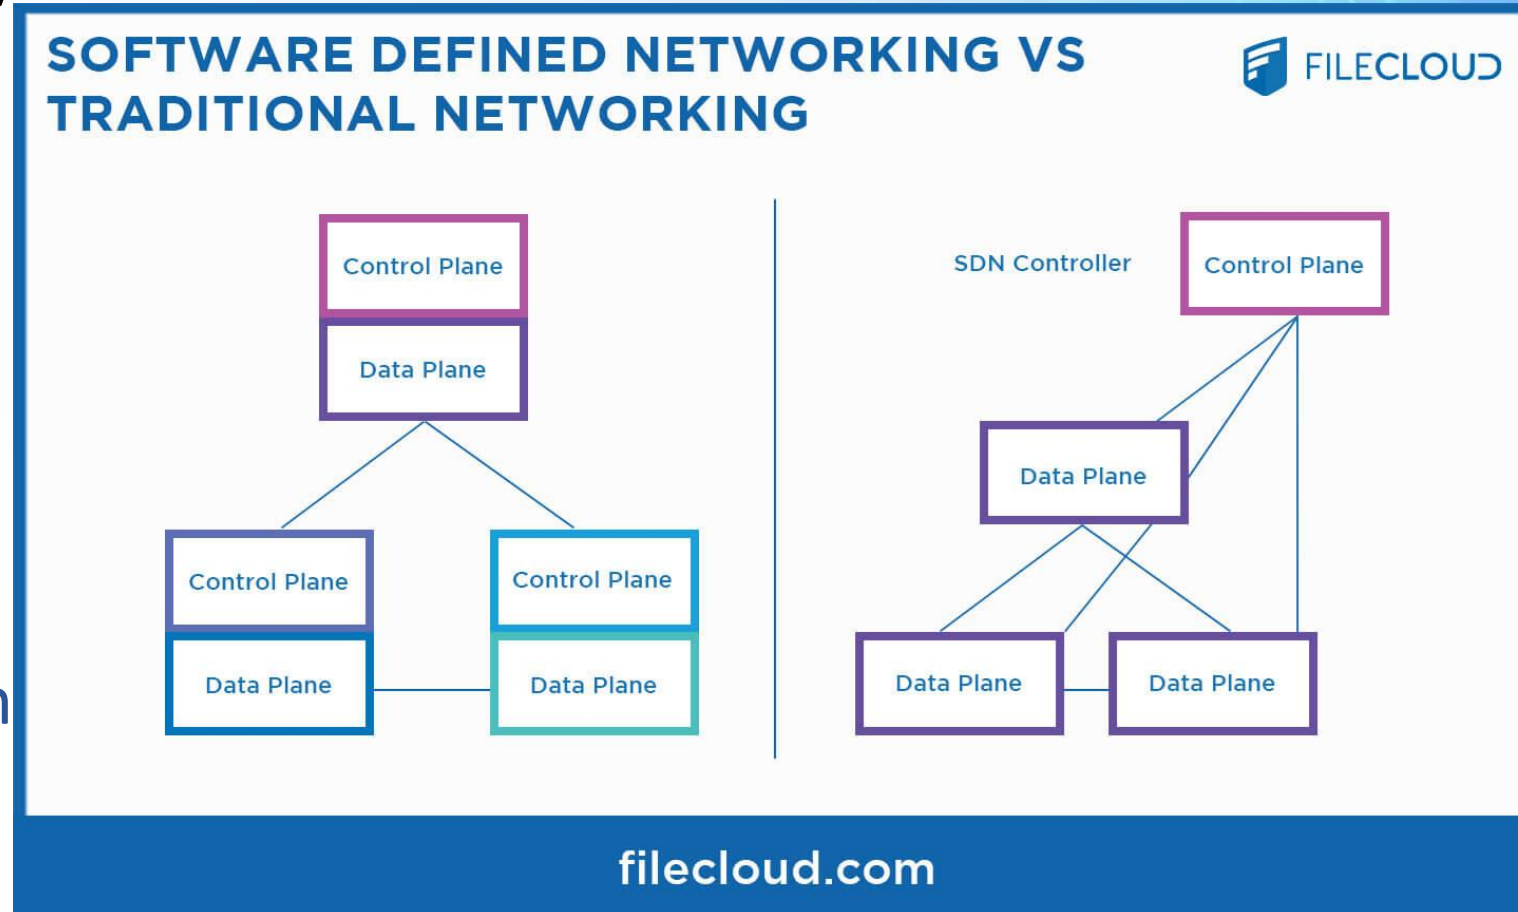 SOFTWARE DEFINED NETWORKING VS
TRADITIONAL NETWORKING
FILECLOUD
Control Plane
Data Plane
Control Plane
Data Plane
Control Plane
Data Plane
SDN Controller
Control Plane
Data Plane
Data Plane
Data Plane
filecloud.com